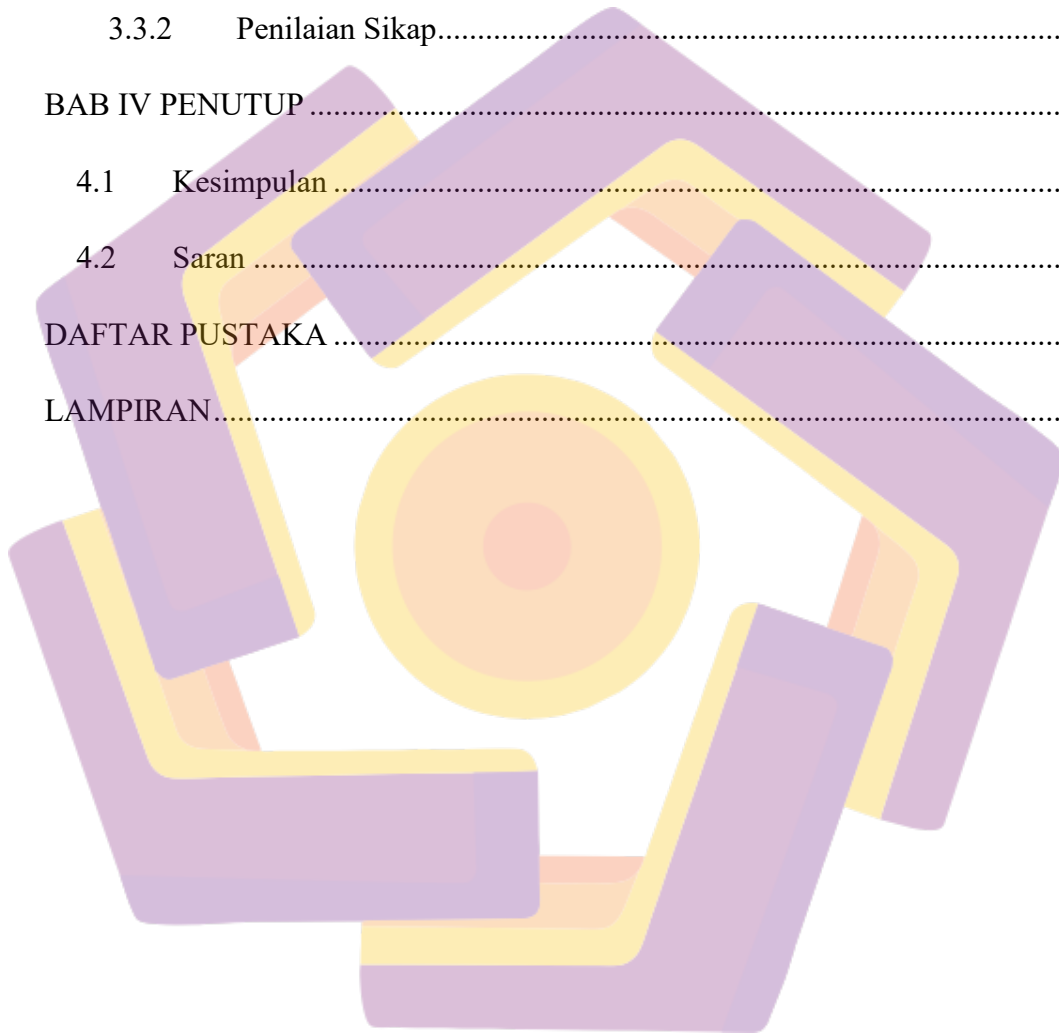 3.3.2 Penilaian Sikap....................................................................................
BAB IV PENUTUP ....................................................................................
4.1 Kesimpulan ....................................................................................
4.2 Saran ....................................................................................
DAFTAR PUSTAKA ....................................................................................
LAMPIRAN....................................................................................